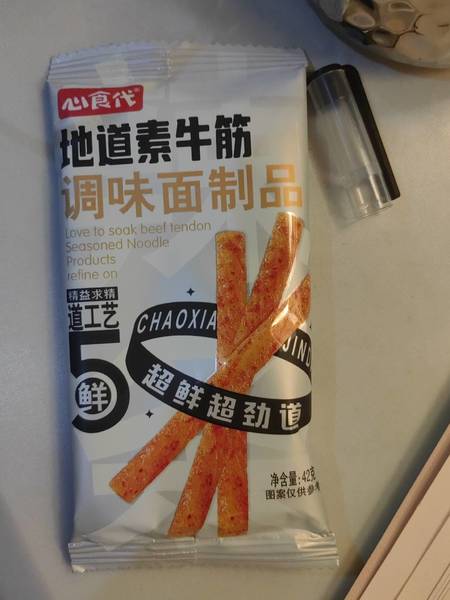 心食代
地道素牛筋
调味面制品
Love to soak beef tendon
Seasoned Noodle
Products
refine on
精益求精
道工艺
5
鲜
CHAOXIA
JIND
超鲜超劲道
净含量:42克
图案仅供参考